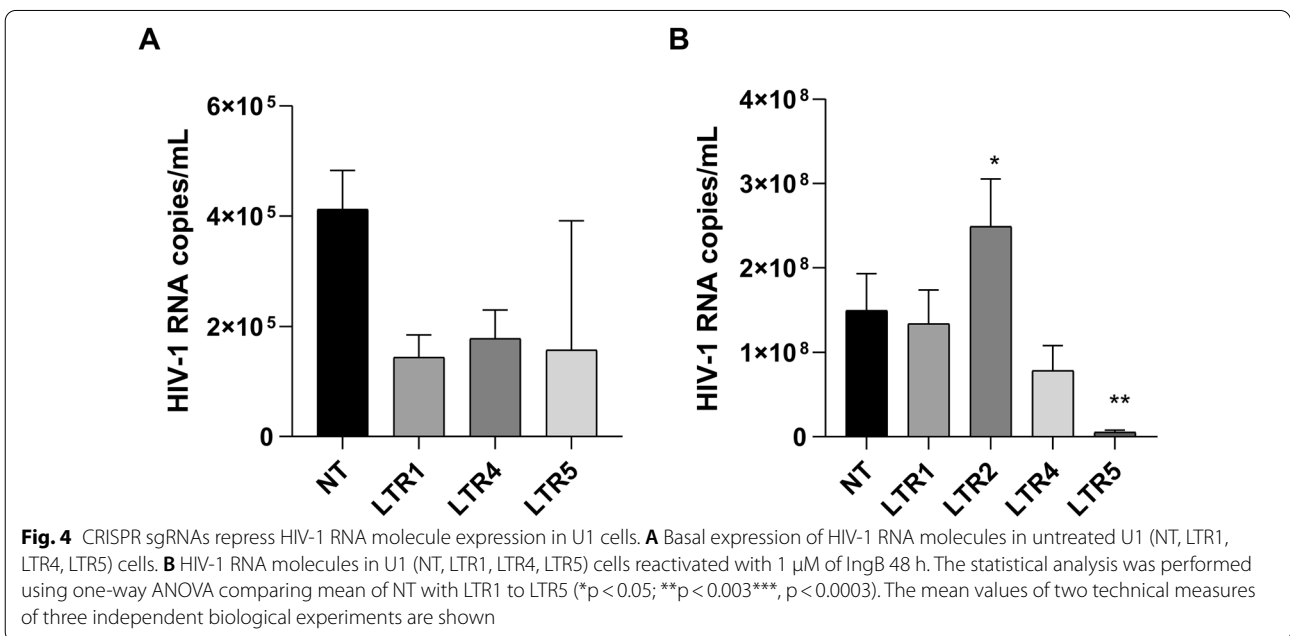 A
HIV-1 RNA copies/mL
6×10⁵
4×10⁵
2×10⁵
0
NT
LTR1
LTR4
LTR5
B
HIV-1 RNA copies/mL
4×10⁸
3×10⁸
2×10⁸
1×10⁸
0
*
**
NT
LTR1
LTR2
LTR4
LTR5
Fig. 4 CRISPR sgRNAs repress HIV-1 RNA molecule expression in U1 cells. A Basal expression of HIV-1 RNA molecules in untreated U1 (NT, LTR1,
LTR4, LTR5) cells. B HIV-1 RNA molecules in U1 (NT, LTR1, LTR4, LTR5) cells reactivated with 1 μM of IngB 48 h. The statistical analysis was performed
using one-way ANOVA comparing mean of NT with LTR1 to LTR5 (*p < 0.05; **p < 0.003***, p < 0.0003). The mean values of two technical measures
of three independent biological experiments are shown